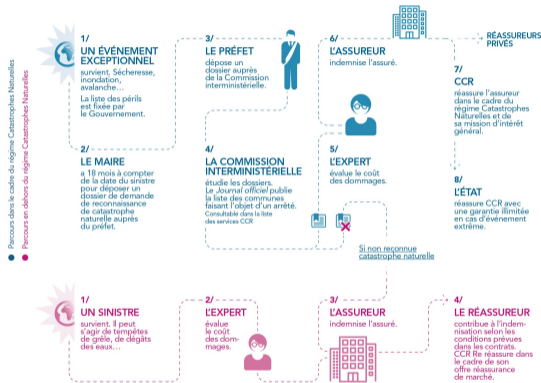 Parcours dans le cadre du régime Catastrophes Naturelles
Parcours en dehors du régime Catastrophes Naturelles
1/
UN ÉVÉNEMENT
EXCEPTIONNEL
survient, Sécheresse,
inondation,
avalanche...
La liste des périls
est fixée par
le Gouvernement.
2/
LE MAIRE
a 18 mois à compter
de la date du sinistre
pour déposer un
dossier de demande
de reconnaissance
de catastrophe
naturelle auprès
du préfet.
3/
LE PRÉFET
dépose un
dossier auprès
de la Commission
interministérielle.
4/
LA COMMISSION
INTERMINISTÉRIELLE
étudie les dossiers.
Le Journal officiel publie
la liste des communes
faisant l'objet d'un arrêté.
Consultable dans la liste
des services CCR
5/
L'EXPERT
évalue le coût
des dommages.
6/
L'ASSUREUR
indemnise l'assuré.
RÉASSUREURS
PRIVÉS
7/
CCR
réassure l'assureur
dans le cadre du
régime Catastrophes
Naturelles et de
sa mission d'intérêt
général.
8/
L'ÉTAT
réassure CCR avec
une garantie illimitée
en cas d'événement
extrême.
Si non reconnue
catastrophe naturelle
1/
UN SINISTRE
survient. Il peut
s'agir de tempêtes
de grêle, de dégâts
des eaux...
2/
L'EXPERT
évalue
le coût
des dom-
mages.
3/
L'ASSUREUR
indemnise l'assuré.
4/
LE RÉASSUREUR
contribue à l'indem-
nisation selon les
conditions prévues
dans les contrats.
CCR Re réassure dans
le cadre de son
offre réassurance
de marché.